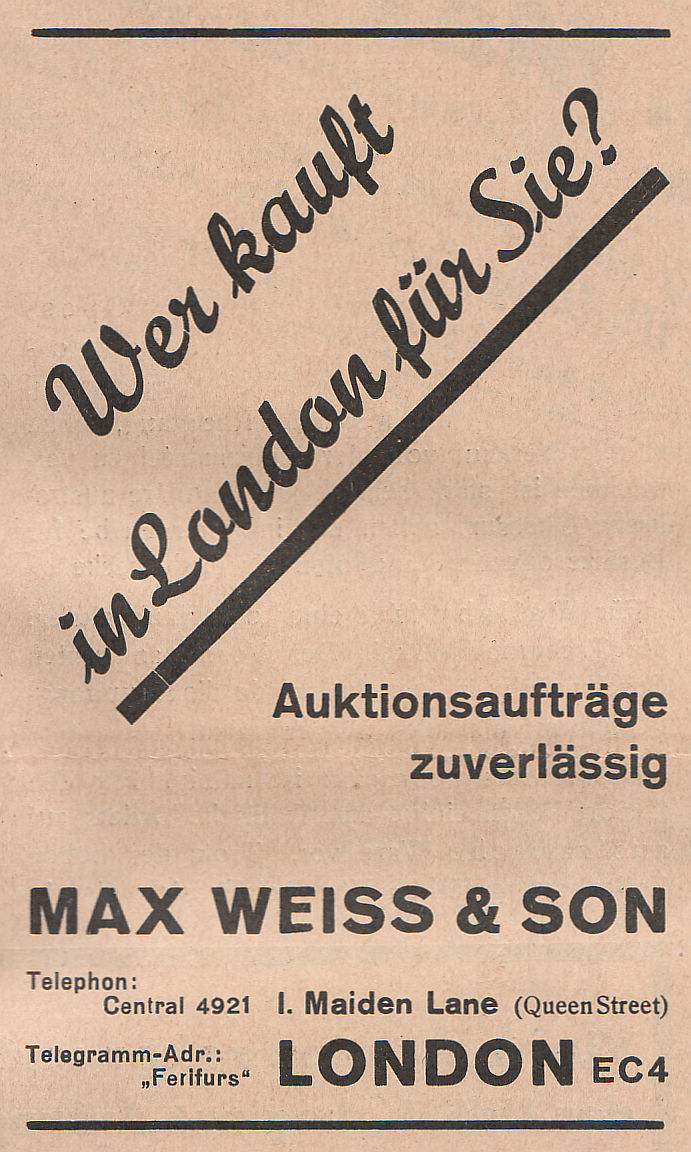 Wer kauft
in London für Sie?
Auktionsaufträge
zuverlässig
MAX WEISS & SON
Telephon:
Central 4921
I. Maiden Lane (Queen Street)
Telegramm-Adr.:
„Ferifurs“
LONDON EC4